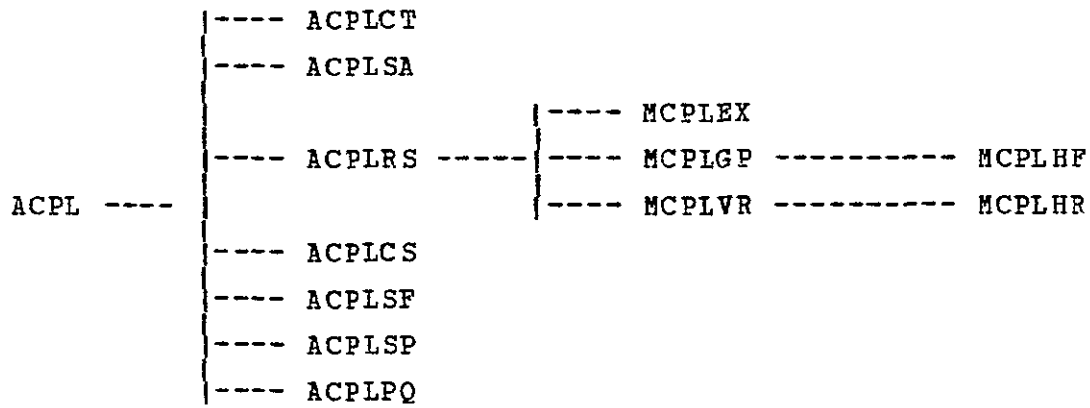 |---- ACPLCT
|---- ACPLSA
|---- MCPLEX
|---- ACPLRS -----|---- MCPLGP ---------- MCPLHF
ACPL ---- |---- MCPLVR ---------- MCPLHR
|---- ACPLCS
|---- ACPLSF
|---- ACPLSP
|---- ACPLPQ